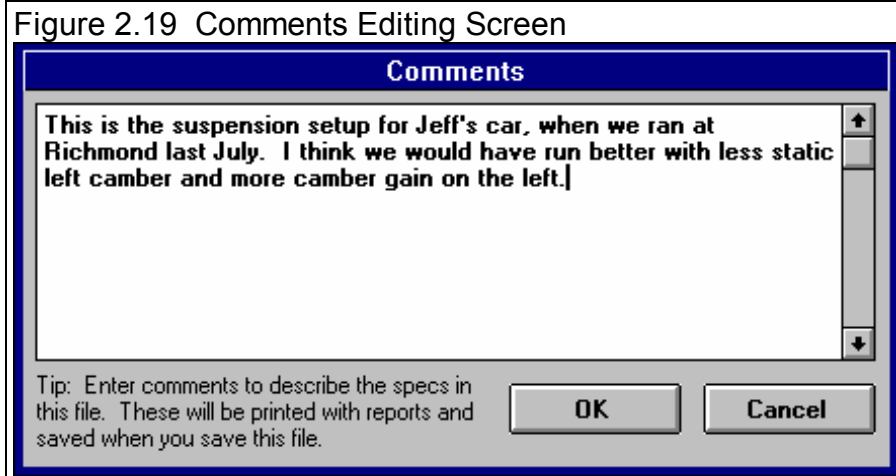 Figure 2.19  Comments Editing Screen
Comments
This is the suspension setup for Jeff's car, when we ran at
Richmond last July.  I think we would have run better with less static
left camber and more camber gain on the left.
Tip:  Enter comments to describe the specs in
this file.  These will be printed with reports and
saved when you save this file.
OK
Cancel